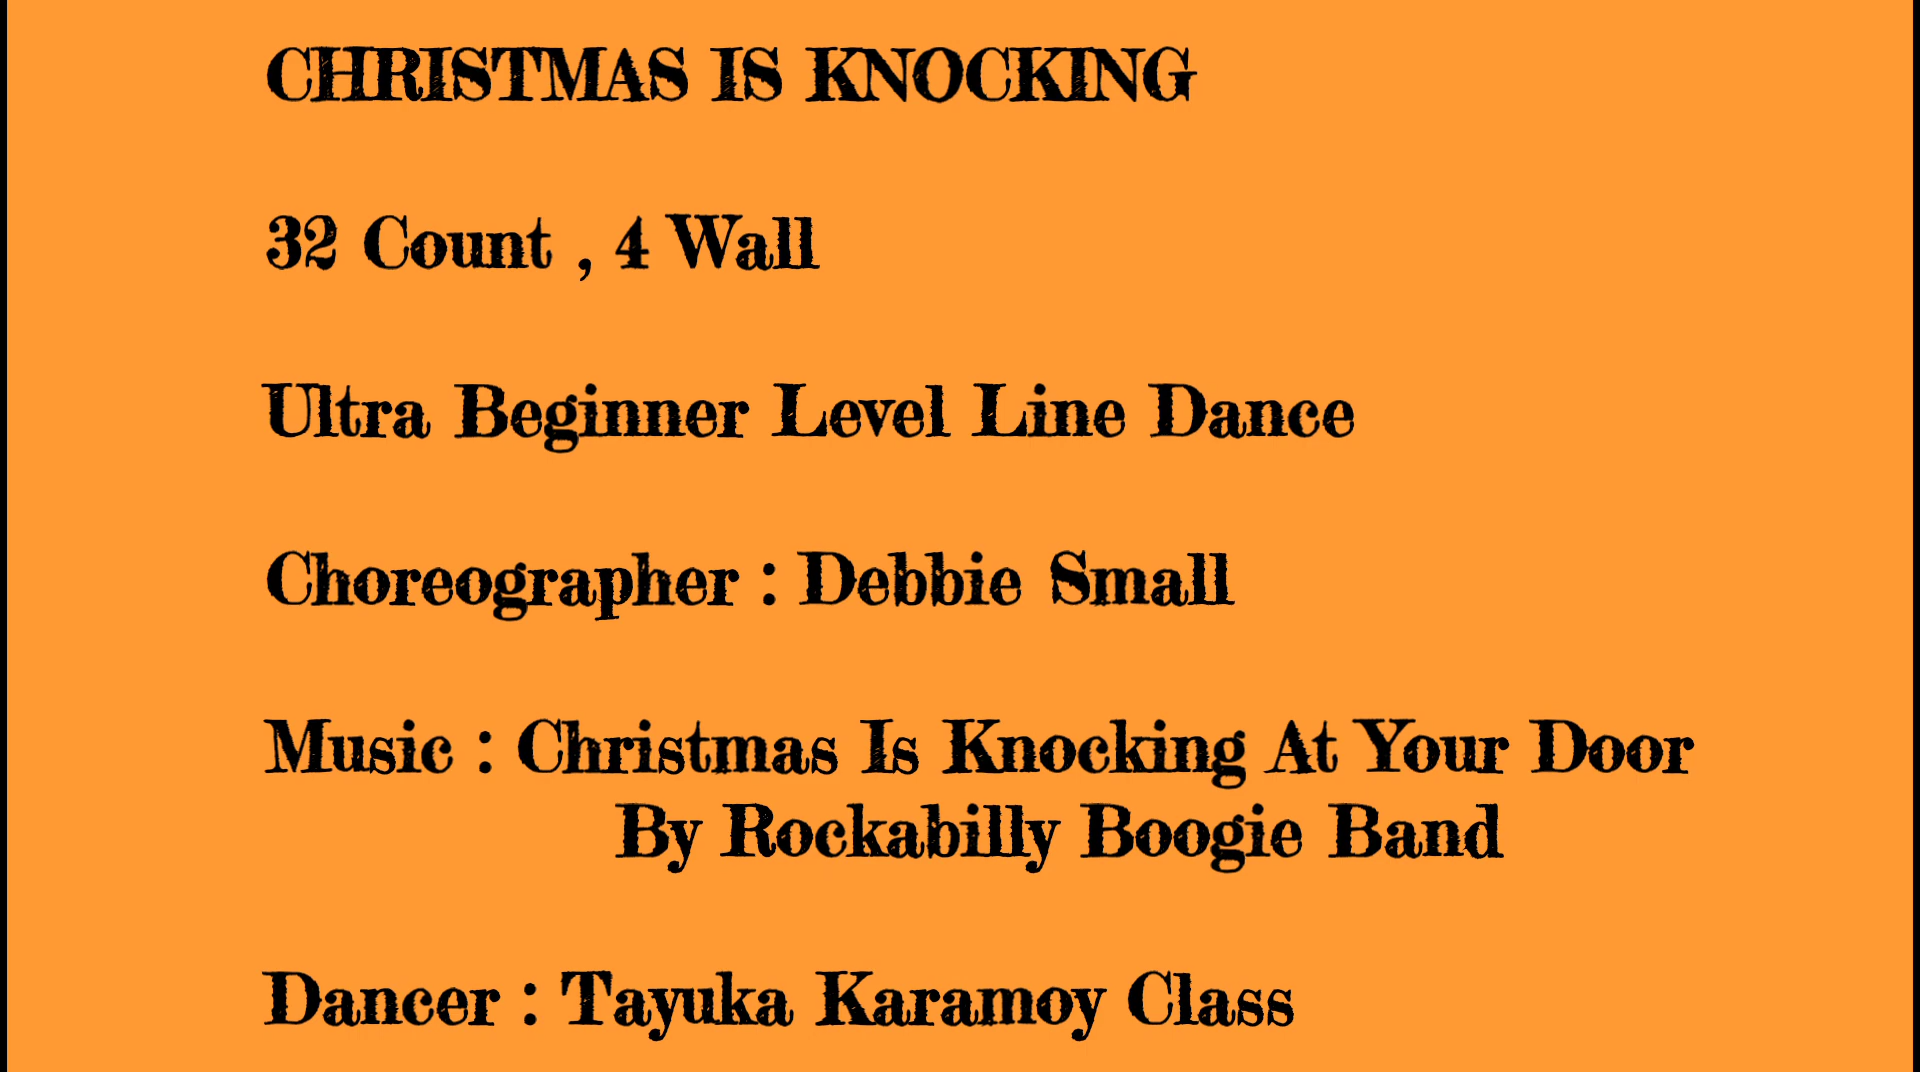 CHRISTMAS IS KNOCKING
32 Count , 4 Wall
Ultra Beginner Level Line Dance
Choreographer : Debbie Small
Music : Christmas Is Knocking At Your Door
By Rockabilly Boogie Band
Dancer : Tayuka Karamoy Class